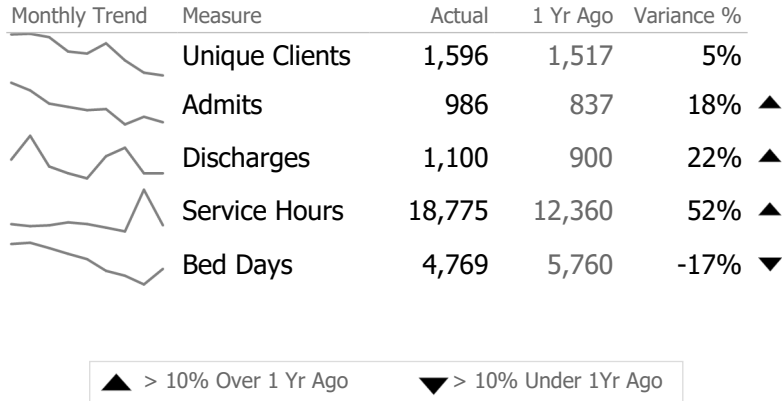 Monthly Trend Measure Actual 1 Yr Ago Variance %
Unique Clients 1,596 1,517 5%
Admits 986 837 18% ▲
Discharges 1,100 900 22% ▲
Service Hours 18,775 12,360 52% ▲
Bed Days 4,769 5,760 -17% ▼
▲ > 10% Over 1 Yr Ago ▼ > 10% Under 1Yr Ago